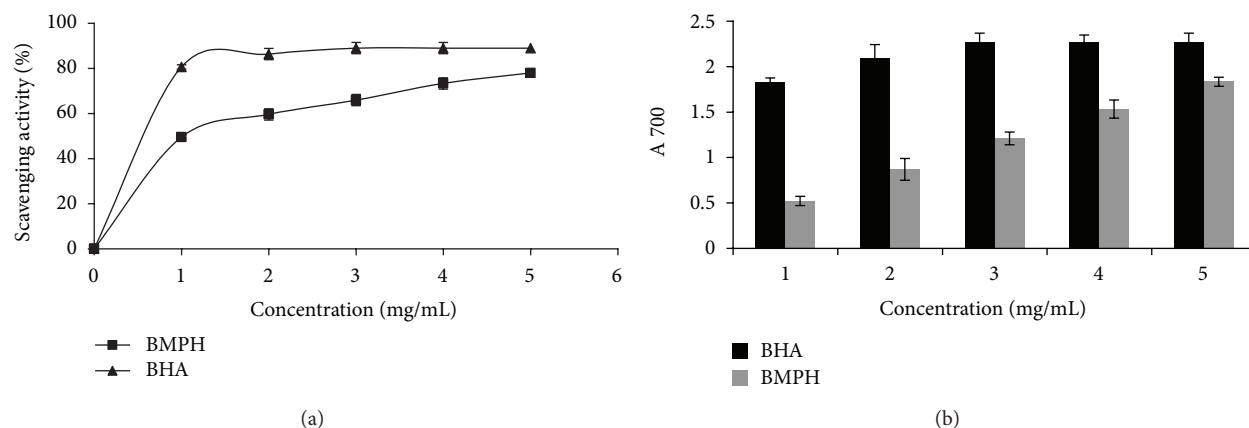 100
80
60
40
20
0
Scavenging activity (%)
0 1 2 3 4 5 6
Concentration (mg/mL)
BMPH
BHA
(a)
2.5
2
1.5
1
0.5
0
A 700
1 2 3 4 5
Concentration (mg/mL)
BHA
BMPH
(b)